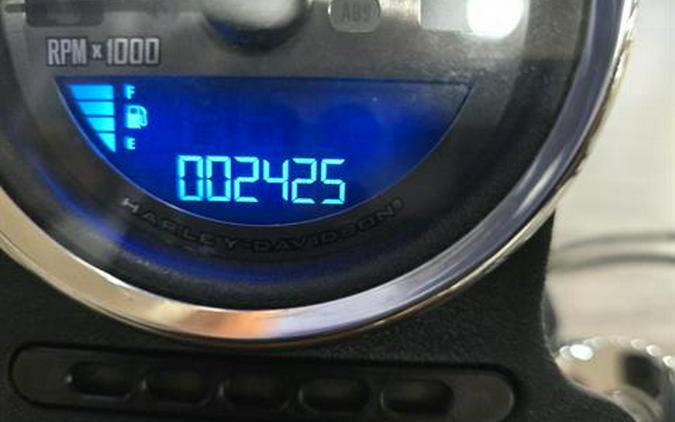 ABS
RPM x 1000
F
E
002425
HARLEY-DAVIDSON®